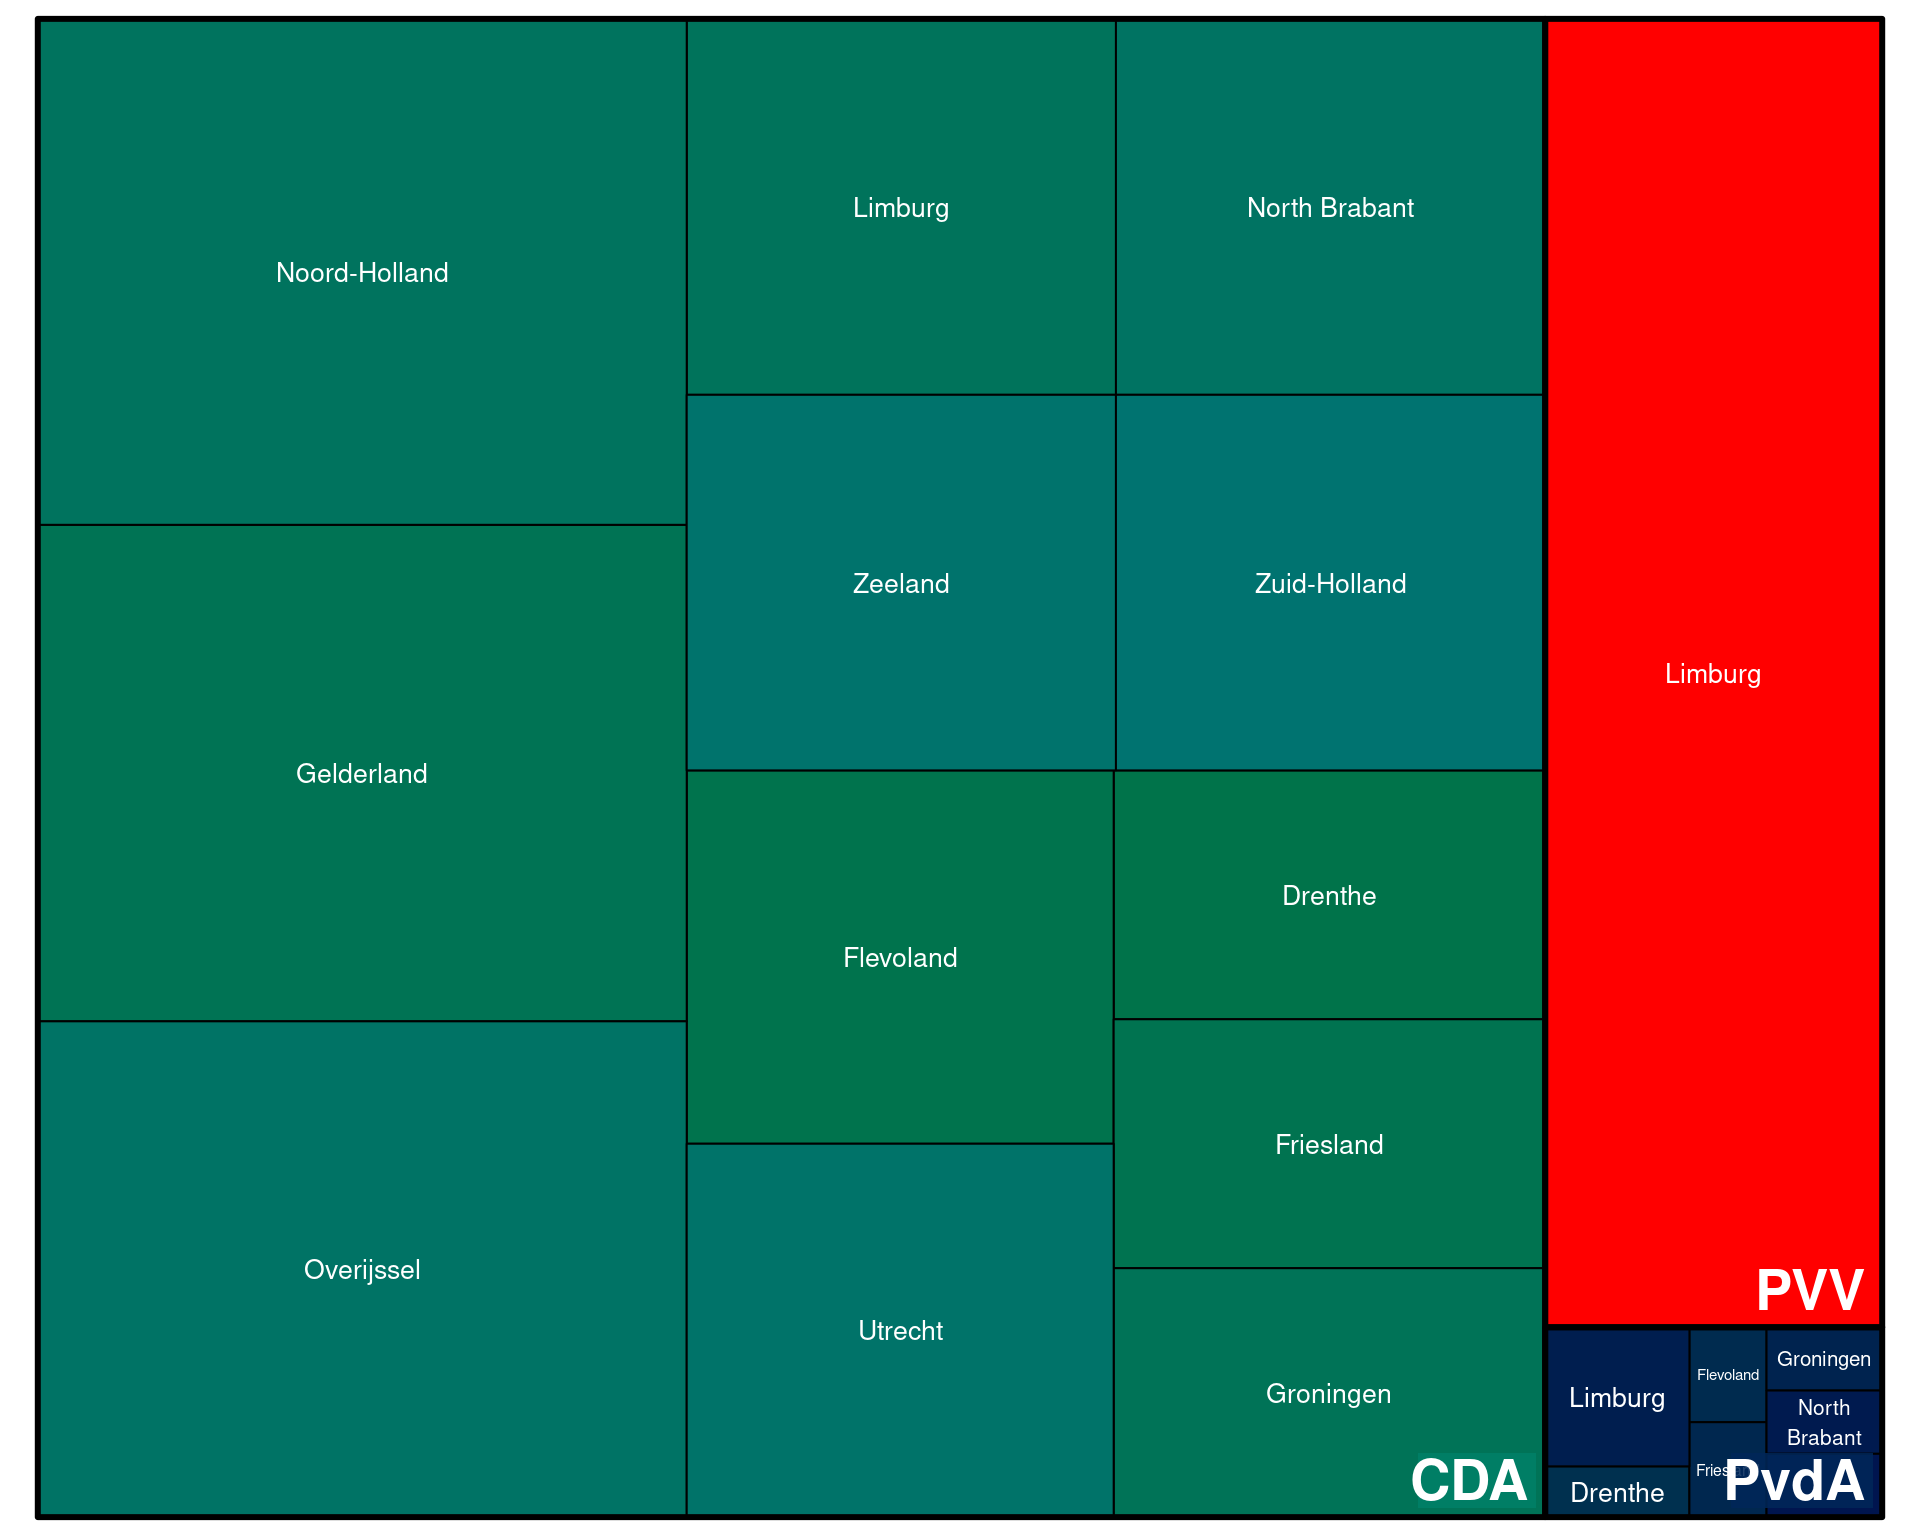 Noord-Holland
Gelderland
Overijssel
Limburg
North Brabant
Zeeland
Zuid-Holland
Flevoland
Drenthe
Friesland
Utrecht
Groningen
CDA
Limburg
PVV
Limburg
Drenthe
Flevoland
Groningen
North
Brabant
PvdA